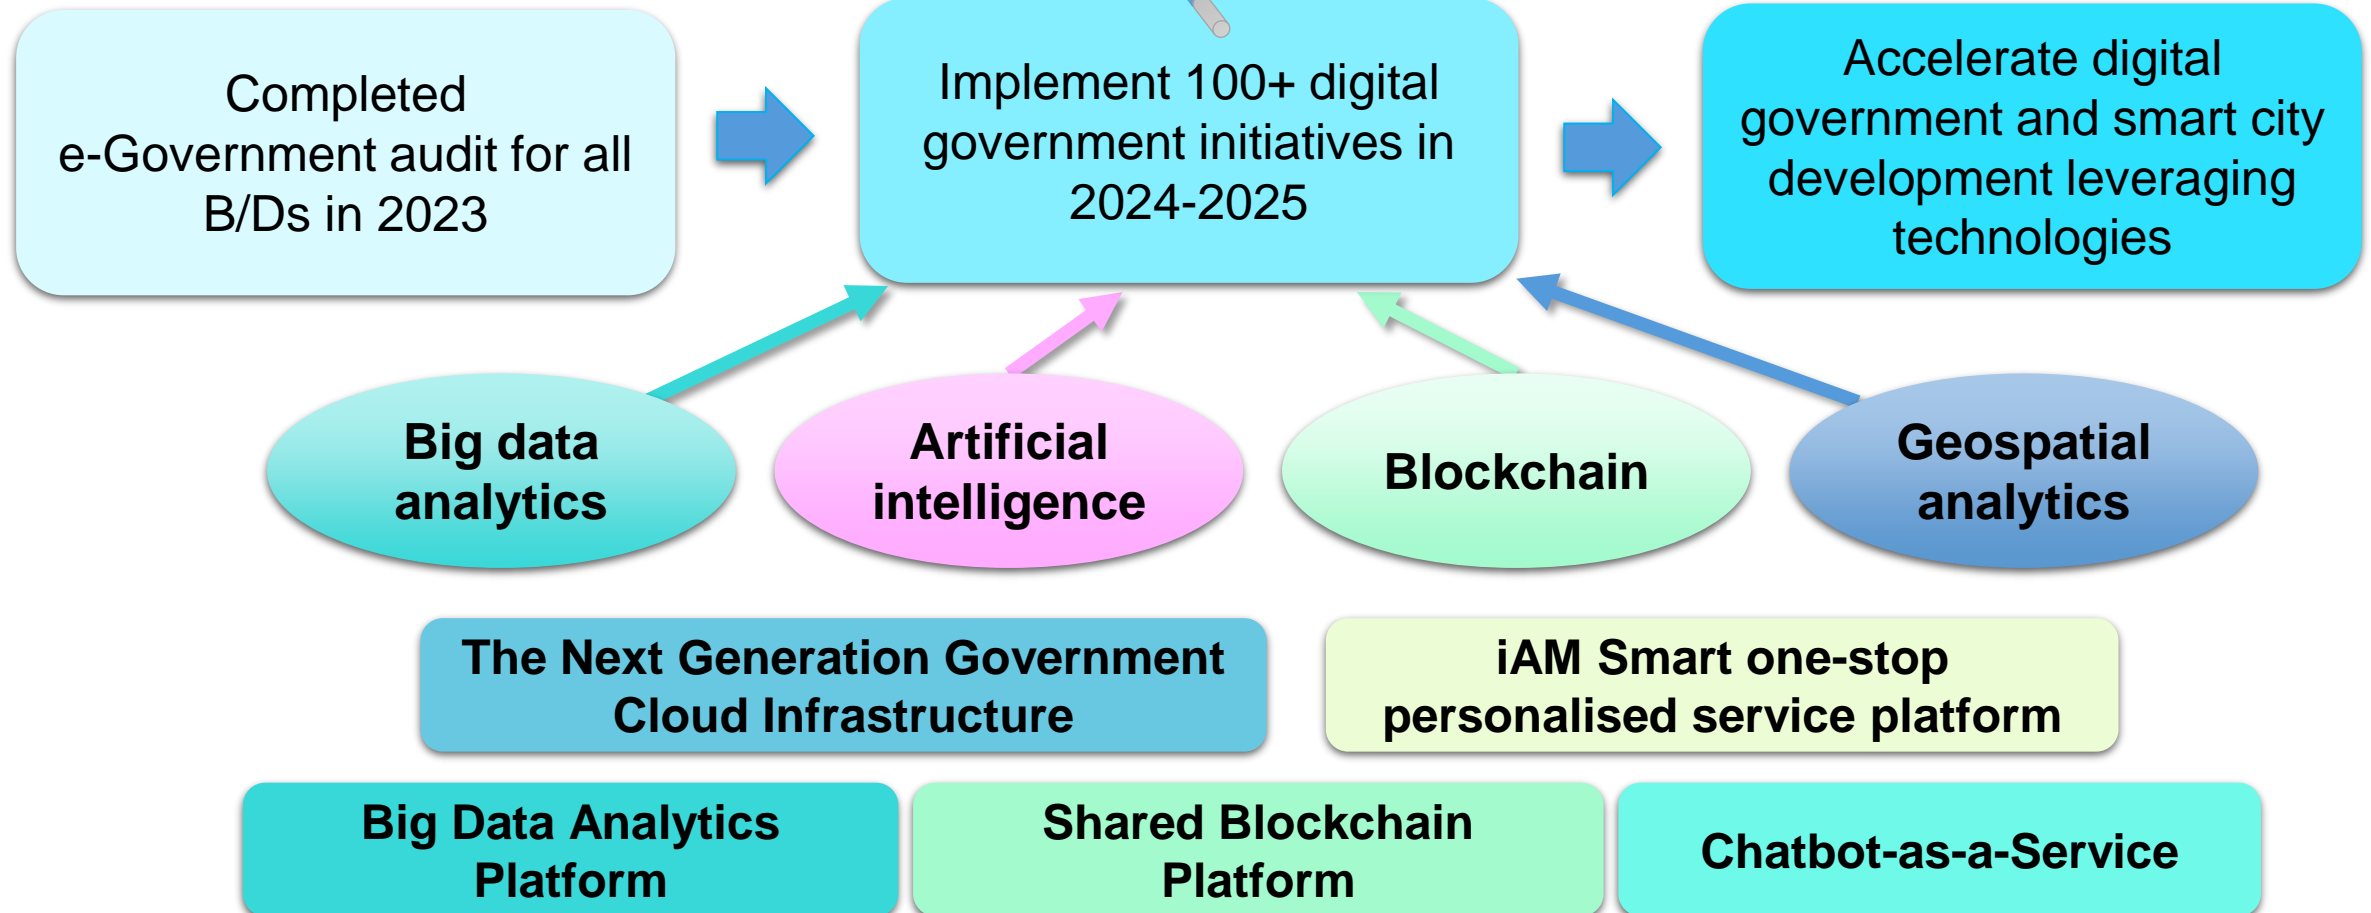 Completed
e-Government audit for all
B/Ds in 2023
Implement 100+ digital
government initiatives in
2024-2025
Accelerate digital
government and smart city
development leveraging
technologies
Big data
analytics
Artificial
intelligence
Blockchain
Geospatial
analytics
The Next Generation Government
Cloud Infrastructure
iAM Smart one-stop
personalised service platform
Big Data Analytics
Platform
Shared Blockchain
Platform
Chatbot-as-a-Service